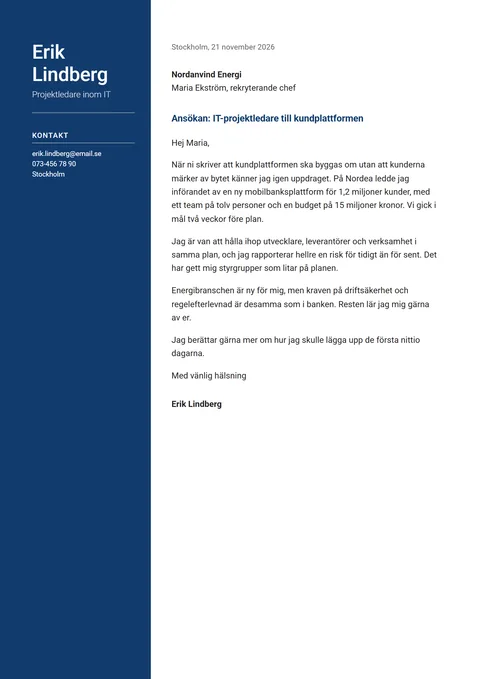 Erik
Lindberg
Projektledare inom IT
KONTAKT
erik.lindberg@email.se
073-456 78 90
Stockholm
Stockholm, 21 november 2026
Nordanvind Energi
Maria Ekström, rekryterande chef
Ansökan: IT-projektledare till kundplattformen
Hej Maria,
När ni skriver att kundplattformen ska byggas om utan att kunderna
märker av bytet känner jag igen uppdraget. På Nordea ledde jag
införandet av en ny mobilbanksplattform för 1,2 miljoner kunder, med
ett team på tolv personer och en budget på 15 miljoner kronor. Vi gick i
mål två veckor före plan.
Jag är van att hålla ihop utvecklare, leverantörer och verksamhet i
samma plan, och jag rapporterar hellre en risk för tidigt än för sent. Det
har gett mig styrgrupper som litar på planen.
Energibranschen är ny för mig, men kraven på driftsäkerhet och
regelefterlevnad är desamma som i banken. Resten lär jag mig gärna
av er.
Jag berättar gärna mer om hur jag skulle lägga upp de första nittio
dagarna.
Med vänlig hälsning
Erik Lindberg